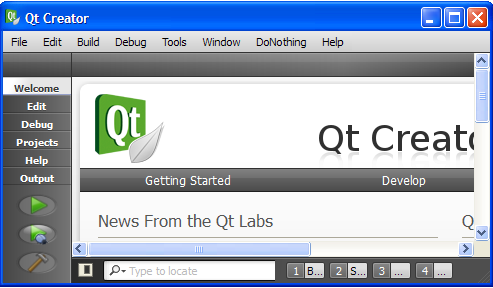 Qt Creator
File Edit Build Debug Tools Window DoNothing Help
Welcome
Edit
Debug
Projects
Help
Output
Qt
Qt Creato
Getting Started Develop
News From the Qt Labs Q
Type to locate 1 B... 2 S... 3 ... 4 ...